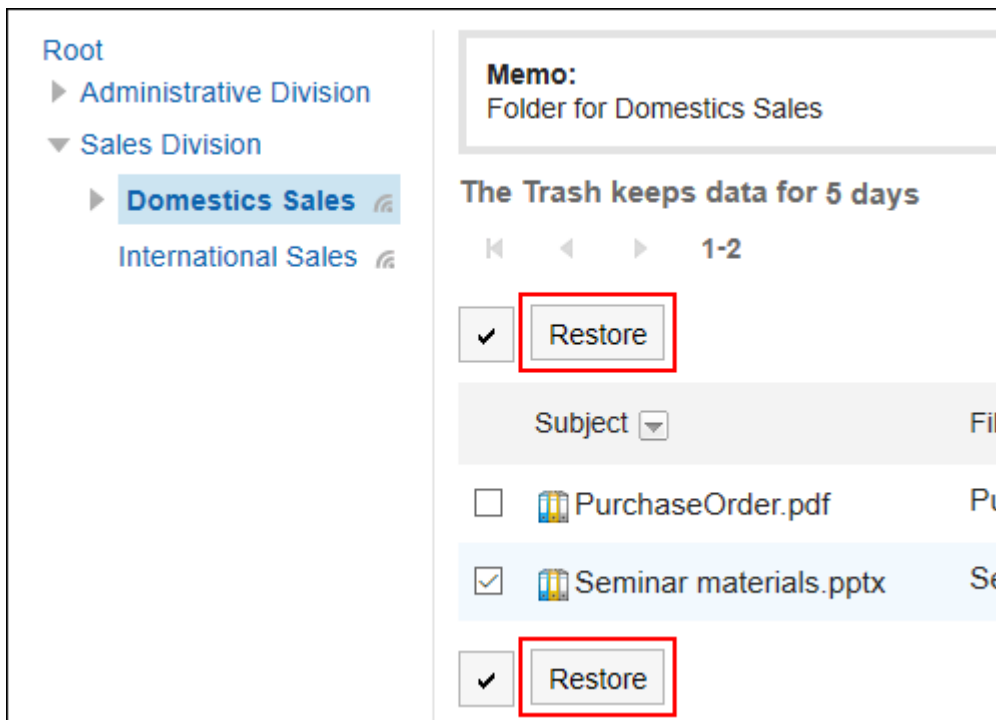 Root
Administrative Division
Sales Division
Domestics Sales
International Sales
Memo:
Folder for Domestics Sales
The Trash keeps data for 5 days
1-2
Restore
Subject
PurchaseOrder.pdf
Seminar materials.pptx
Restore